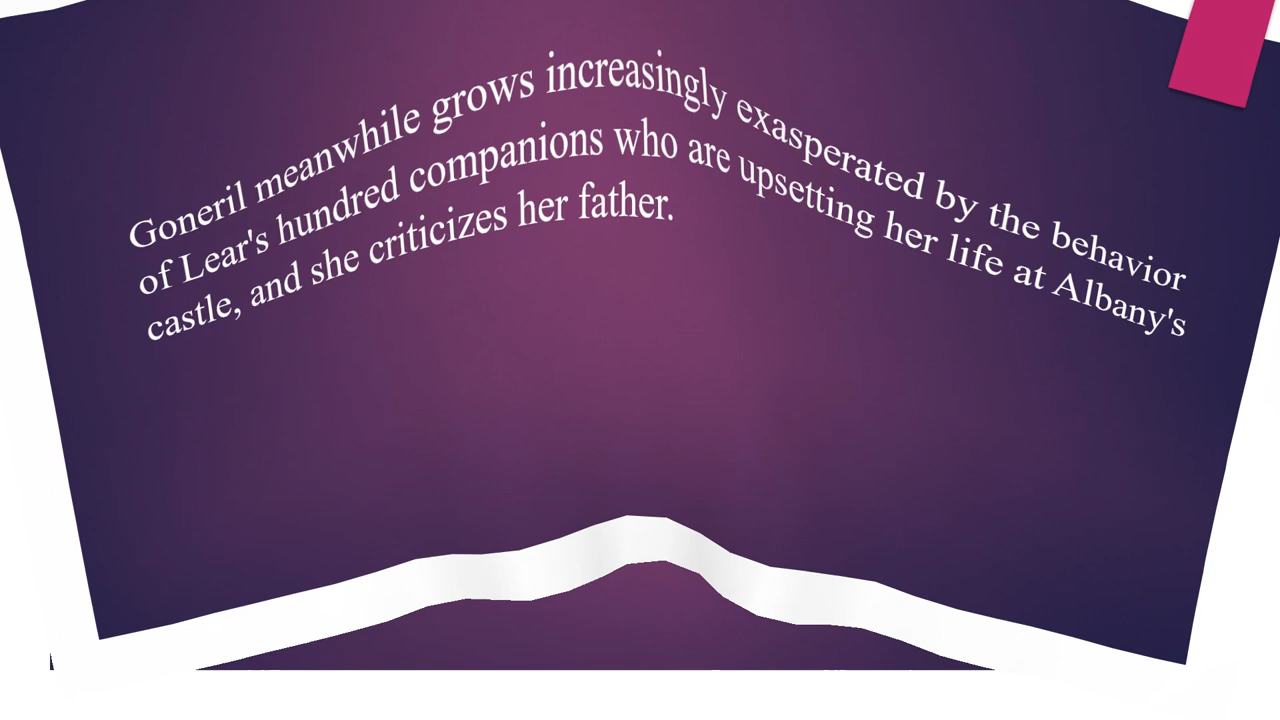 Goneril meanwhile grows increasingly exasperated by the behavior
of Lear's hundred companions who are upsetting her life at Albany's
castle, and she criticizes her father.